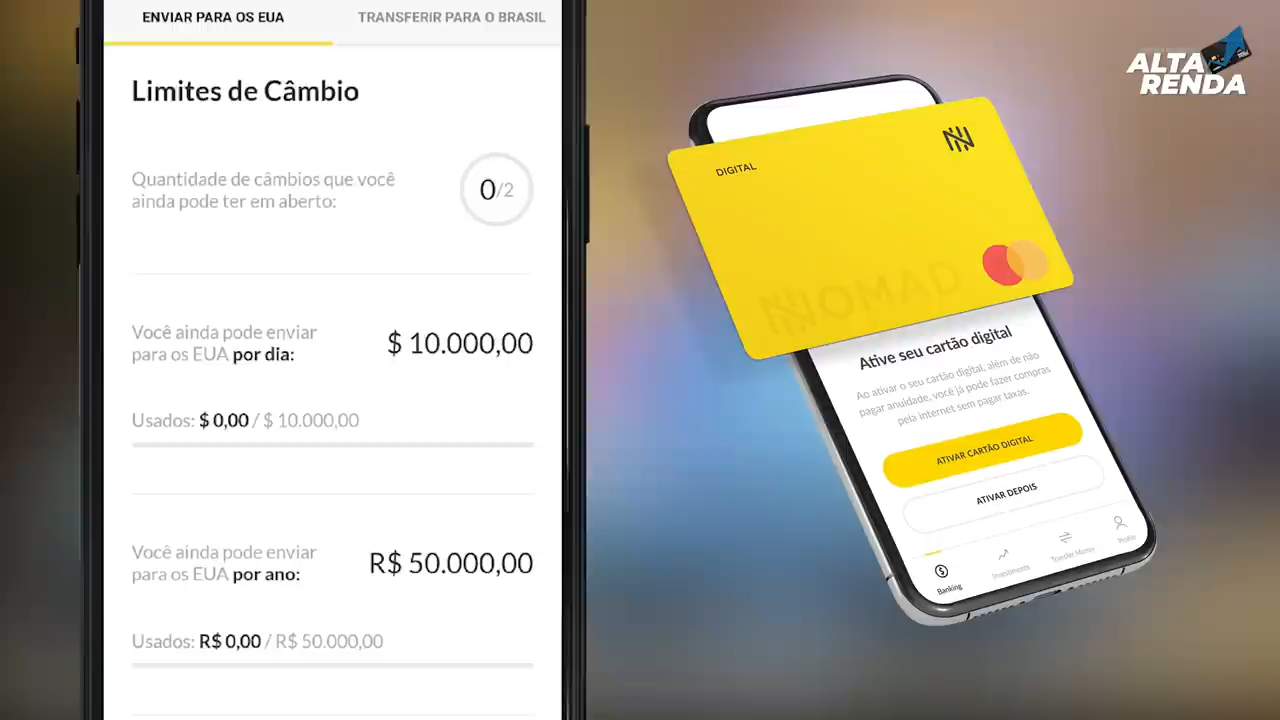 ENVIAR PARA OS EUA
TRANSFERIR PARA O BRASIL
Limites de Câmbio
Quantidade de câmbios que você
ainda pode ter em aberto:
0/2
Você ainda pode enviar
para os EUA por dia:
$ 10.000,00
Usados: $ 0,00 / $ 10.000,00
Você ainda pode enviar
para os EUA por ano:
R$ 50.000,00
Usados: R$ 0,00 / R$ 50.000,00
ALTA
RENDA
DIGITAL
NOMAD
Ative seu cartão digital
Ao ativar o seu cartão digital, além de não
pagar anuidade, você já pode fazer compras
pela internet sem pagar taxas.
ATIVAR CARTÃO DIGITAL
ATIVAR DEPOIS
Banking
Investments
Transfer Money
Profile